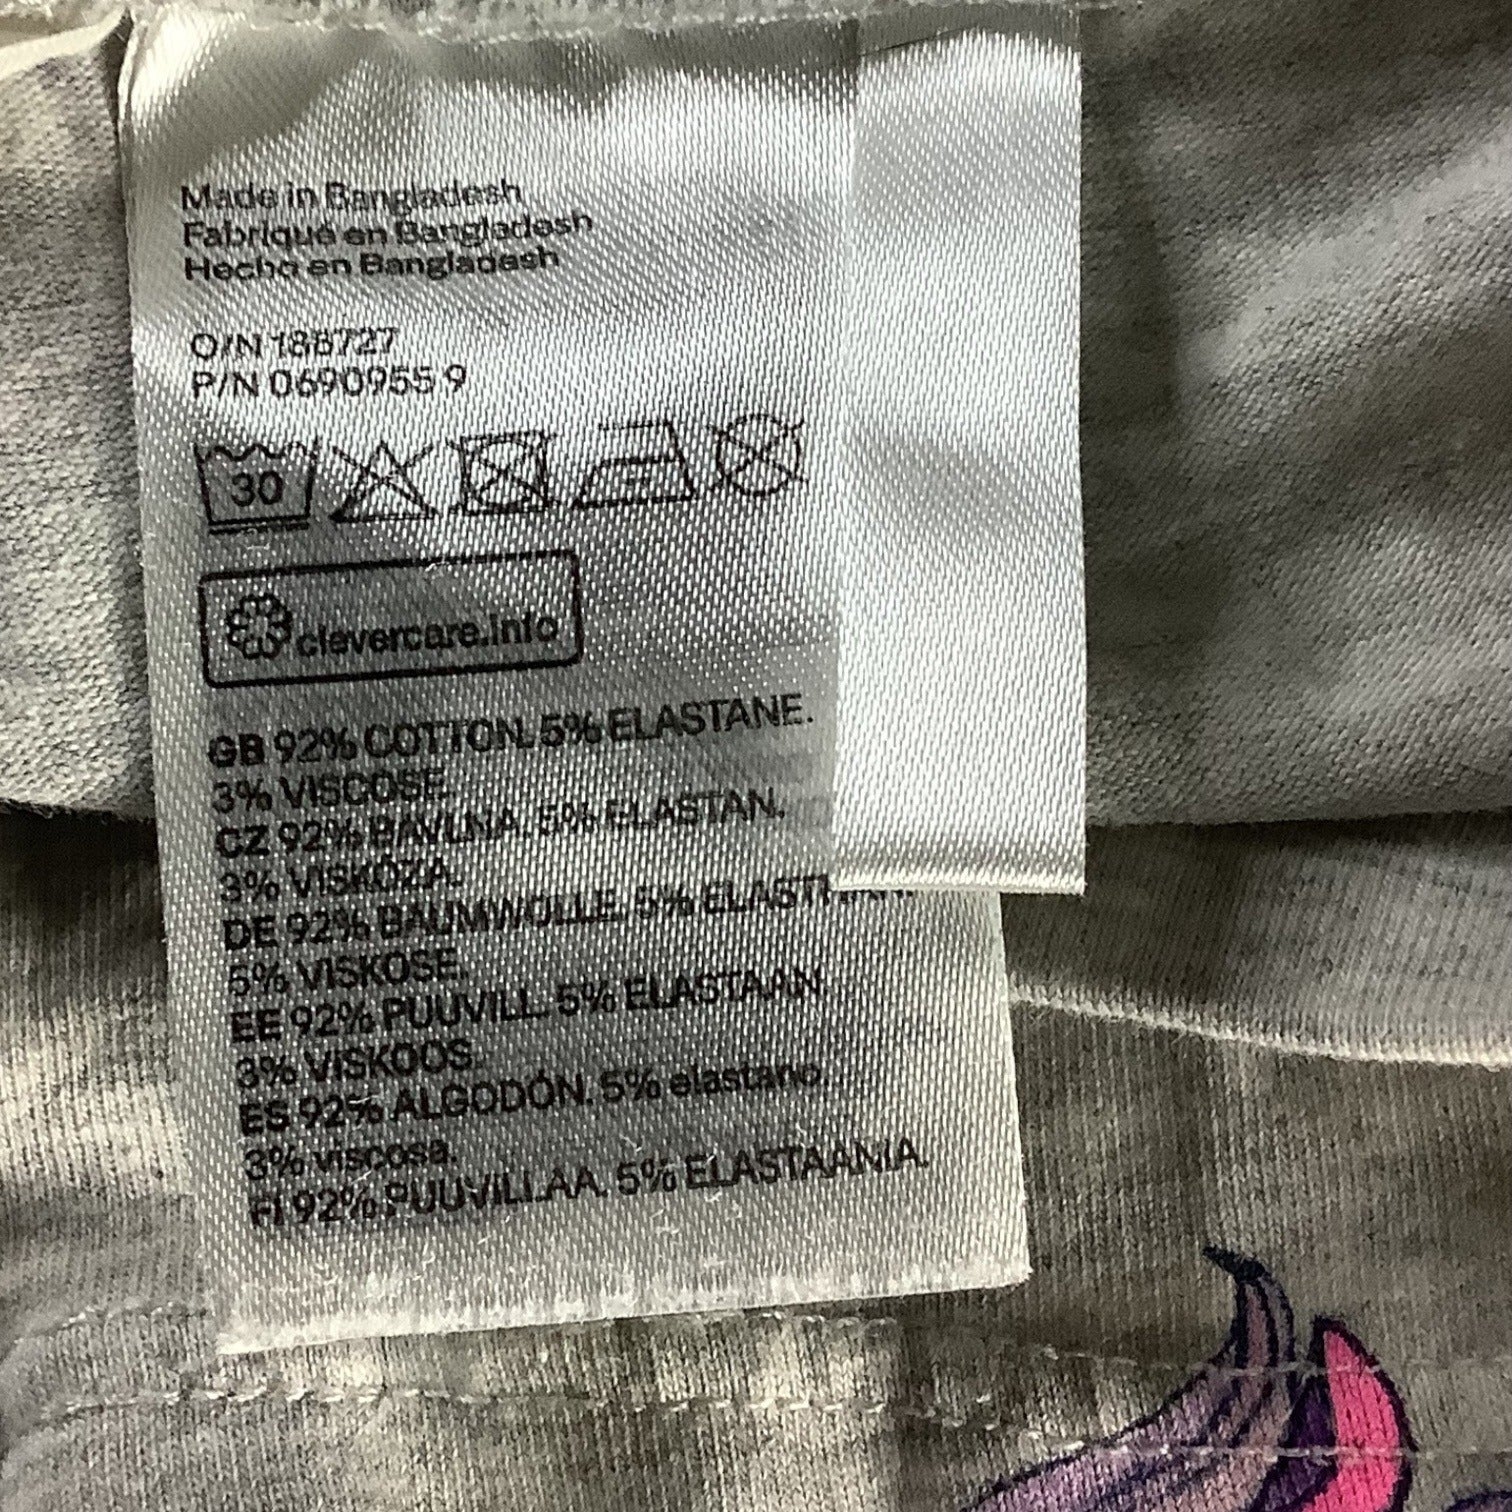 Made in Bangladesh
Fabriqué en Bangladesh
Hecho en Bangladesh
O/N 186727
P/N 0690955 9
30
clevercare.info
GB 92% COTTON. 5% ELASTANE.
3% VISCOSE
CZ 92% BAVLNA. 5% ELASTAN.
3% VISKÓZA.
DE 92% BAUMWOLLE. 5%
VISKOSE.
EE 92% PUUVILL. 5% ELASTAAN
3% VISKOOS.
ES 92% ALGODÓN. 5% elastano.
3% viscosa.
FI 92% PUUVILLAA. 5% ELASTAANIA